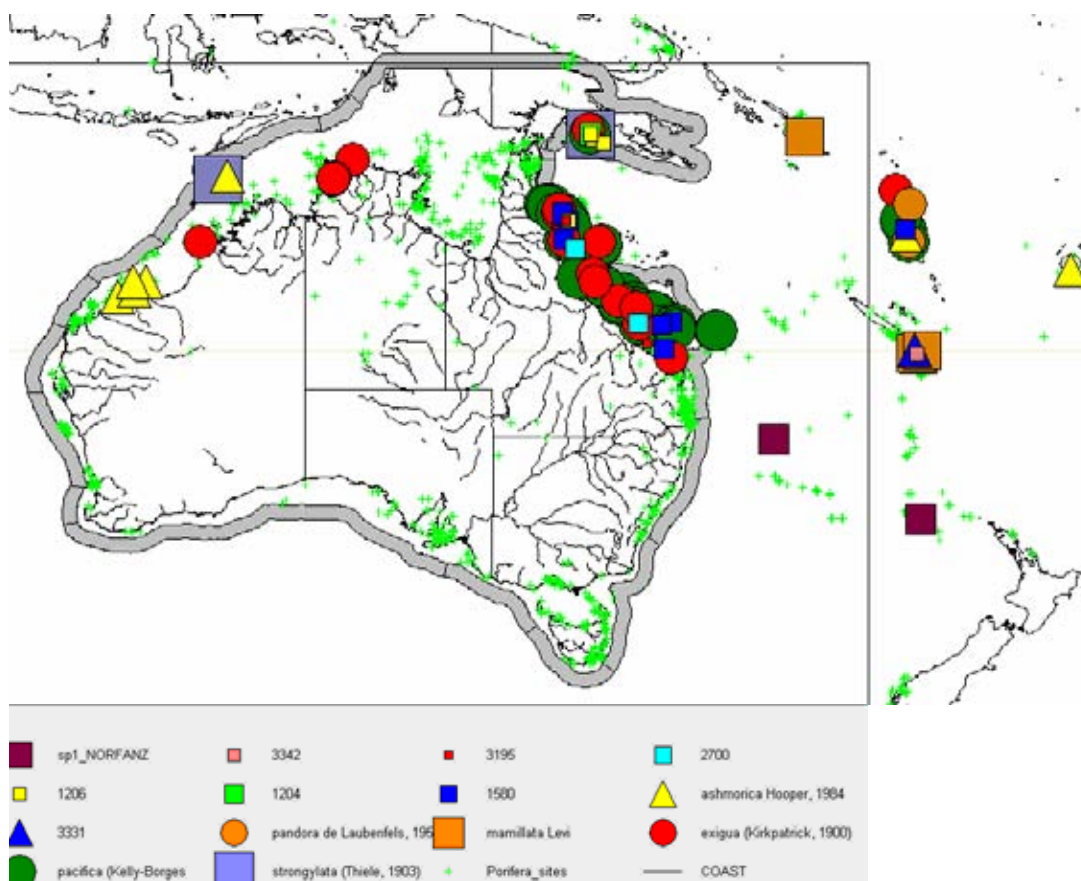 sp1_NORFANZ 3342 3195 2700
1206 1204 1580 ashmorica Hooper, 1984
3331 pandora de Laubenfels, 195 mamillata Levi exigua (Kirkpatrick, 1900)
pacifica (Kelly-Borges strongylata (Thiele, 1903) Porifera_sites COAST